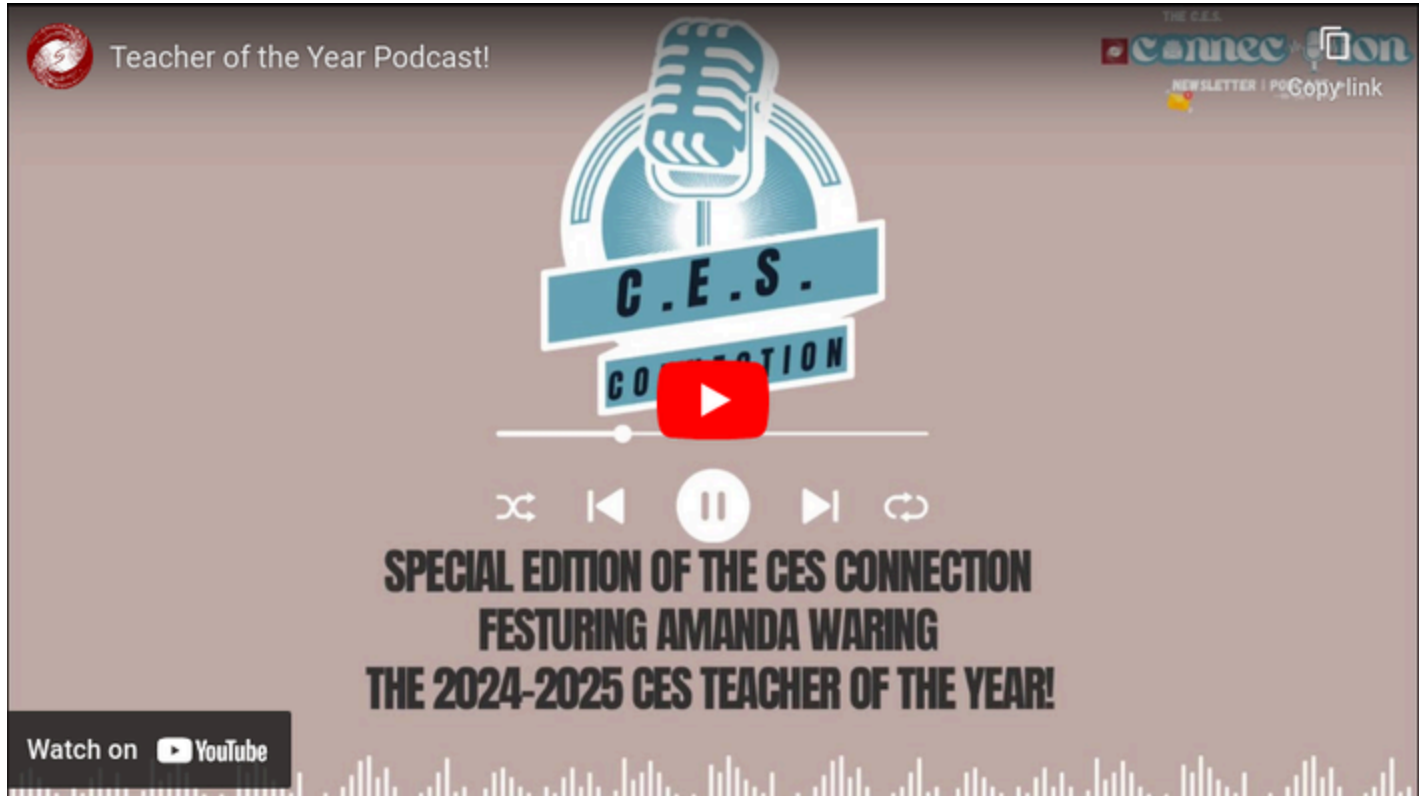 Teacher of the Year Podcast!
THE C.E.S.
Connection
NEWSLETTER |
Copy link
C.E.S.
SPECIAL EDITION OF THE CES CONNECTION
FESTURING AMANDA WARING
THE 2024-2025 CES TEACHER OF THE YEAR!
Watch on YouTube